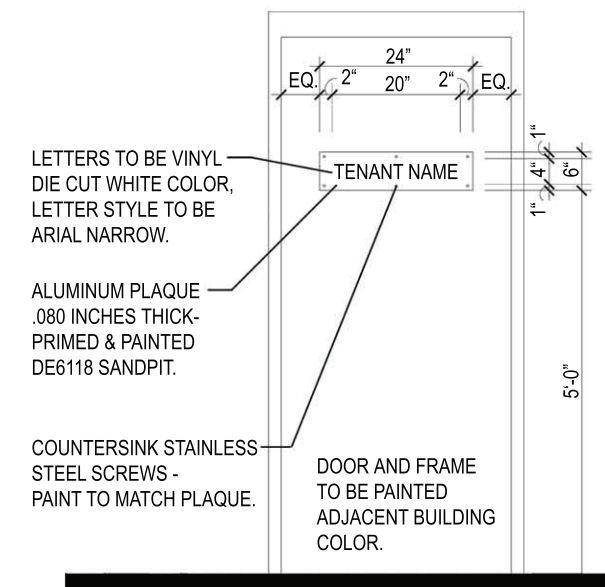 24"
EQ. 2" 20" 2" EQ.
1"
4" 6"
1"
LETTERS TO BE VINYL
DIE CUT WHITE COLOR,
LETTER STYLE TO BE
ARIAL NARROW.
TENANT NAME
ALUMINUM PLAQUE
.080 INCHES THICK-
PRIMED & PAINTED
DE6118 SANDPIT.
5'-0"
COUNTERSINK STAINLESS
STEEL SCREWS -
PAINT TO MATCH PLAQUE.
DOOR AND FRAME
TO BE PAINTED
ADJACENT BUILDING
COLOR.